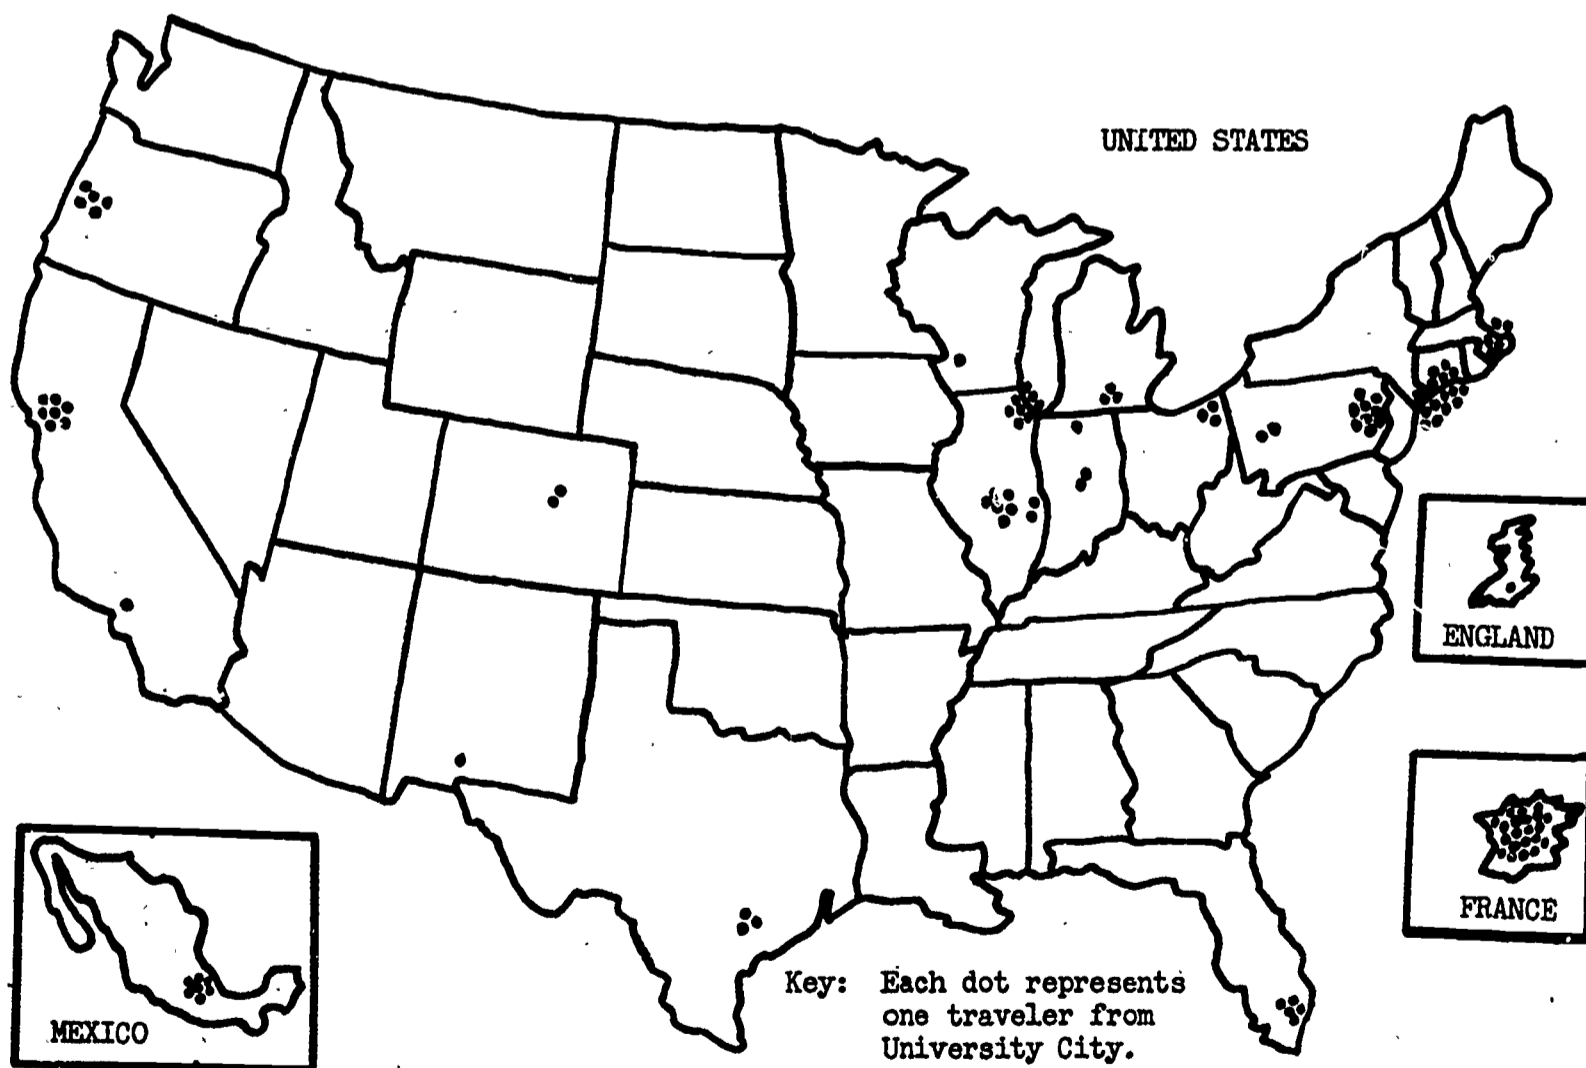 UNITED STATES
ENGLAND
FRANCE
MEXICO
Key: Each dot represents
one traveler from
University City.